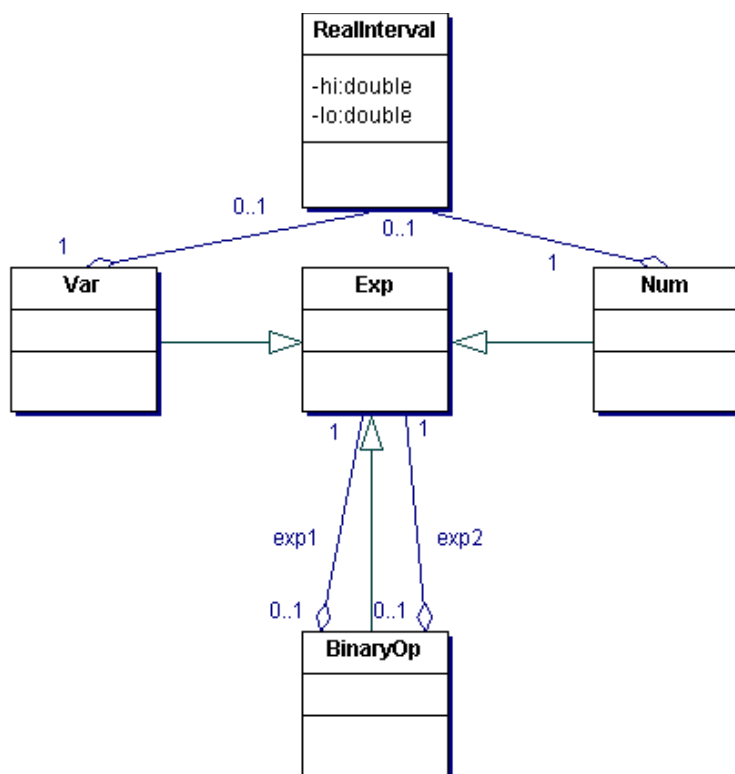 RealInterval
-hi:double
-lo:double
0..1
0..1
1
1
Var
Exp
Num
1
1
exp1
exp2
0..1
0..1
BinaryOp